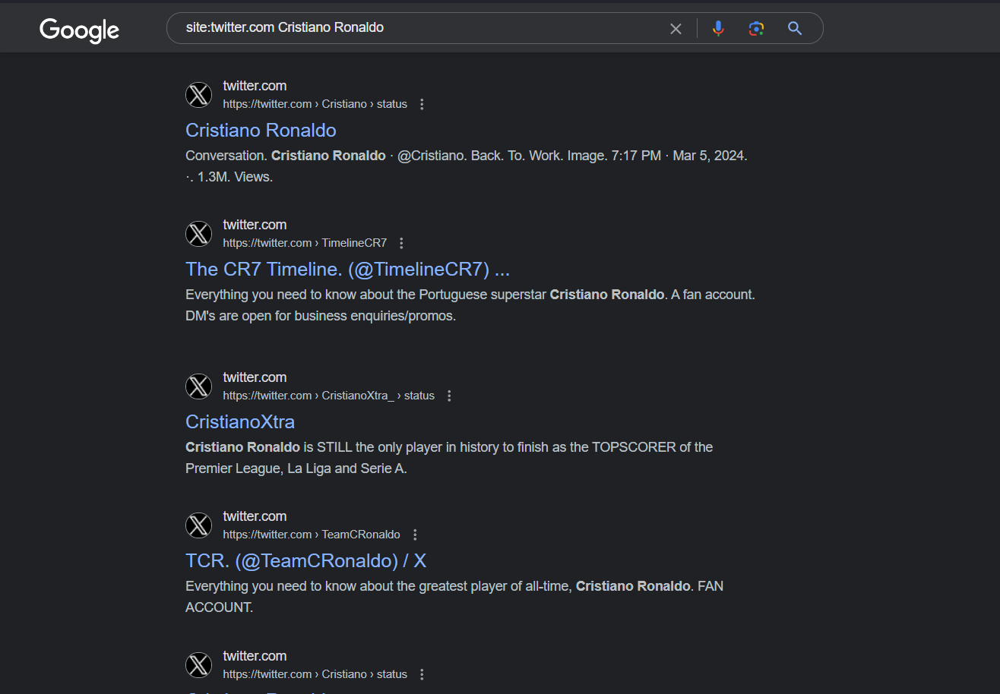 Google
site:twitter.com Cristiano Ronaldo
twitter.com
https://twitter.com › Cristiano › status
Cristiano Ronaldo
Conversation. Cristiano Ronaldo · @Cristiano. Back. To. Work. Image. 7:17 PM · Mar 5, 2024.
·. 1.3M. Views.
twitter.com
https://twitter.com › TimelineCR7
The CR7 Timeline. (@TimelineCR7) ...
Everything you need to know about the Portuguese superstar Cristiano Ronaldo. A fan account.
DM's are open for business enquiries/promos.
twitter.com
https://twitter.com › CristianoXtra_ › status
CristianoXtra
Cristiano Ronaldo is STILL the only player in history to finish as the TOPSCORER of the
Premier League, La Liga and Serie A.
twitter.com
https://twitter.com › TeamCRonaldo
TCR. (@TeamCRonaldo) / X
Everything you need to know about the greatest player of all-time, Cristiano Ronaldo. FAN
ACCOUNT.
twitter.com
https://twitter.com › Cristiano › status